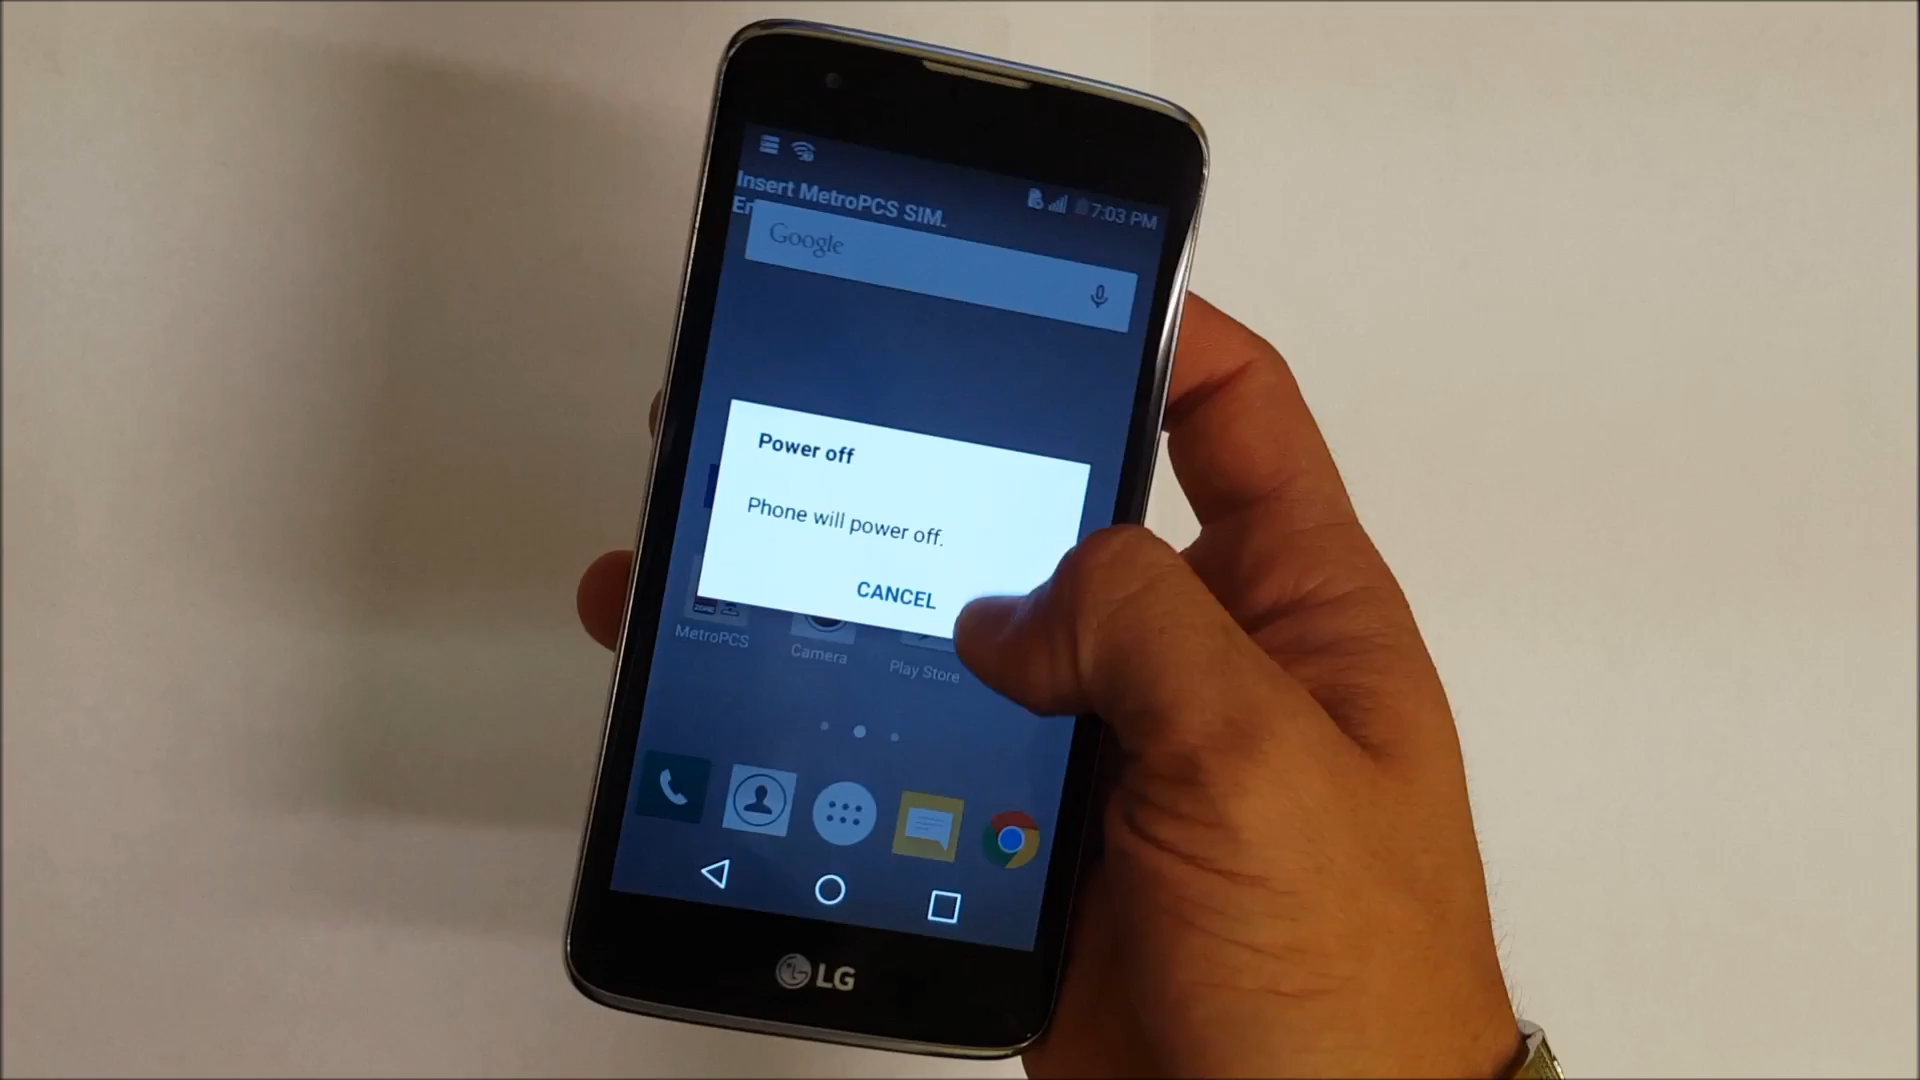 7:03 PM
Insert MetroPCS SIM.
Google
Power off
Phone will power off.
CANCEL
MetroPCS
Camera
Play Store
LG